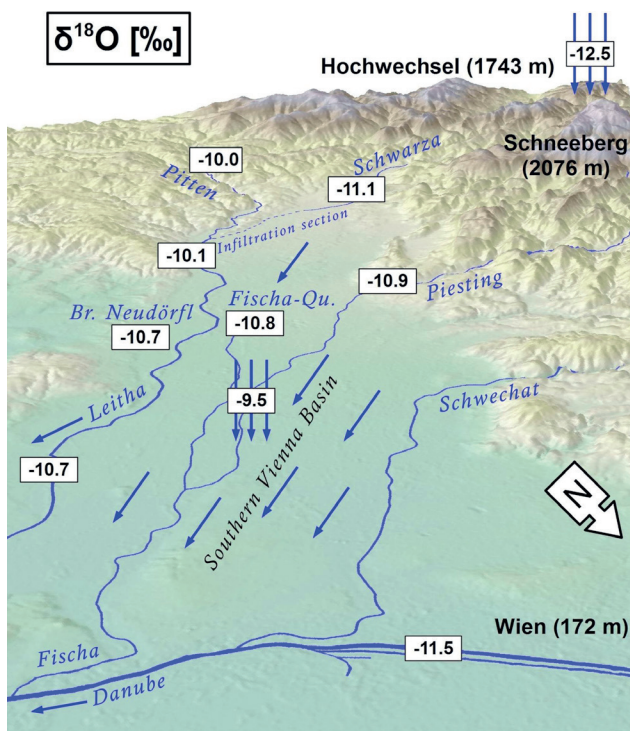 δ¹⁸O [‰]
-12.5
Hochwechsel (1743 m)
Schneeberg
(2076 m)
-10.0
Schwarza
Pitten
-11.1
Infiltration section
-10.1
-10.9
Piesting
Fischa-Qu.
Br. Neudörfl
-10.7
-10.8
Leitha
-9.5
Schwechat
-10.7
Southern Vienna Basin
N
Wien (172 m)
Fischa
-11.5
Danube